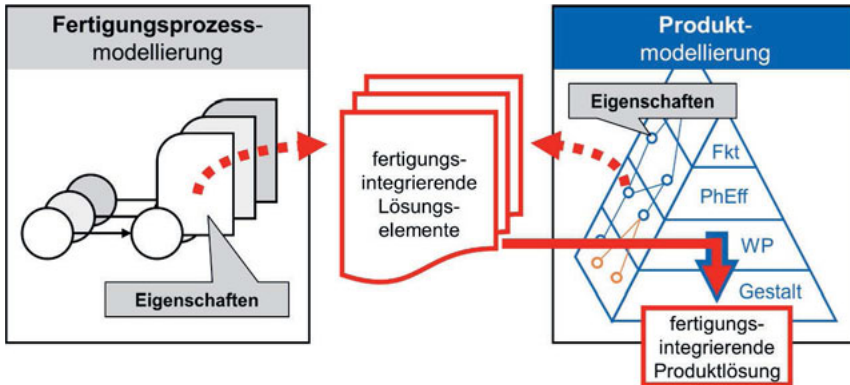 Fertigungsprozess-
modellierung
Eigenschaften
fertigungs-
integrierende
Lösungs-
elemente
Produkt-
modellierung
Eigenschaften
Fkt
PhEff
WP
Gestalt
fertigungs-
integrierende
Produktlösung